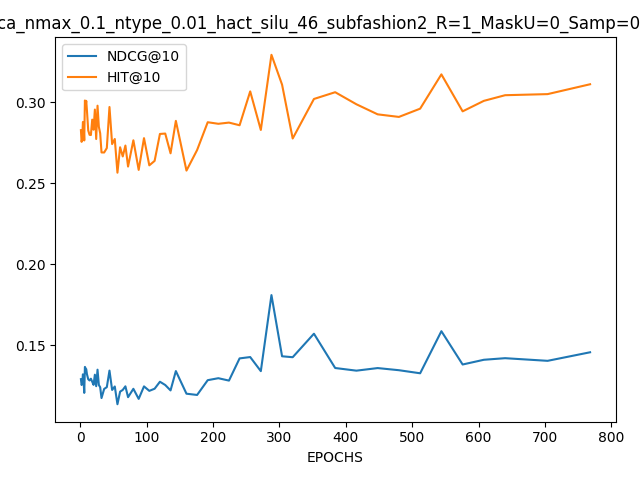 ca_nmax_0.1_ntype_0.01_hact_silu_46_subfashion2_R=1_MaskU=0_Samp=0
NDCG@10
HIT@10
0.30
0.25
0.20
0.15
0 100 200 300 400 500 600 700 800
EPOCHS